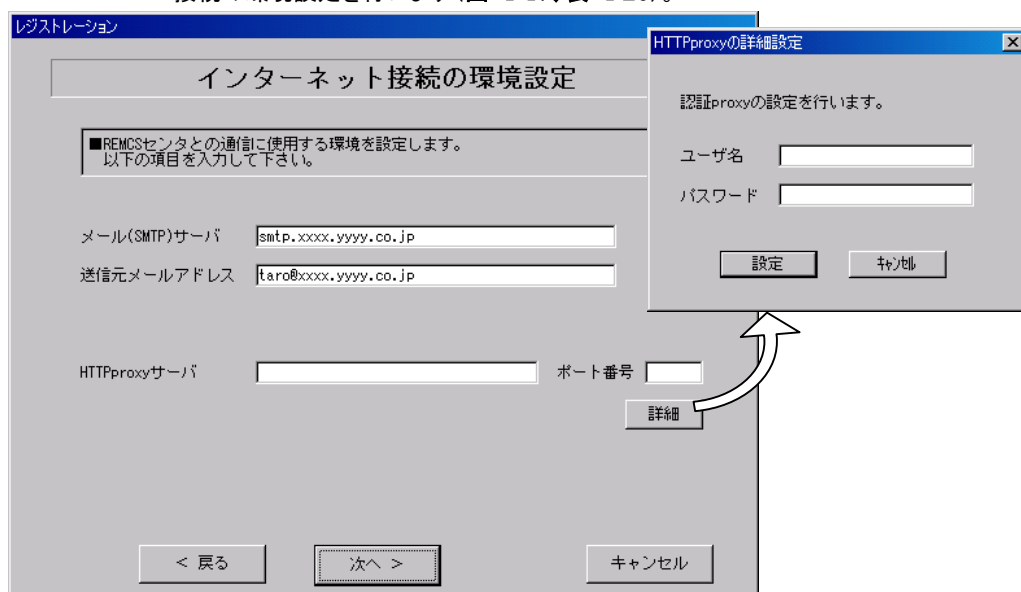 レジストレーション
インターネット接続の環境設定
■REMCSセンタとの通信に使用する環境を設定します。
以下の項目を入力して下さい。
メール(SMTP)サーバ smtp.xxxx.yyyy.co.jp
送信元メールアドレス taro@xxxx.yyyy.co.jp
HTTPproxyサーバ ポート番号
詳細
< 戻る 次へ > キャンセル
HTTPproxyの詳細設定
認証proxyの設定を行います。
ユーザ名
パスワード
設定 ｷｬﾝｾﾙ